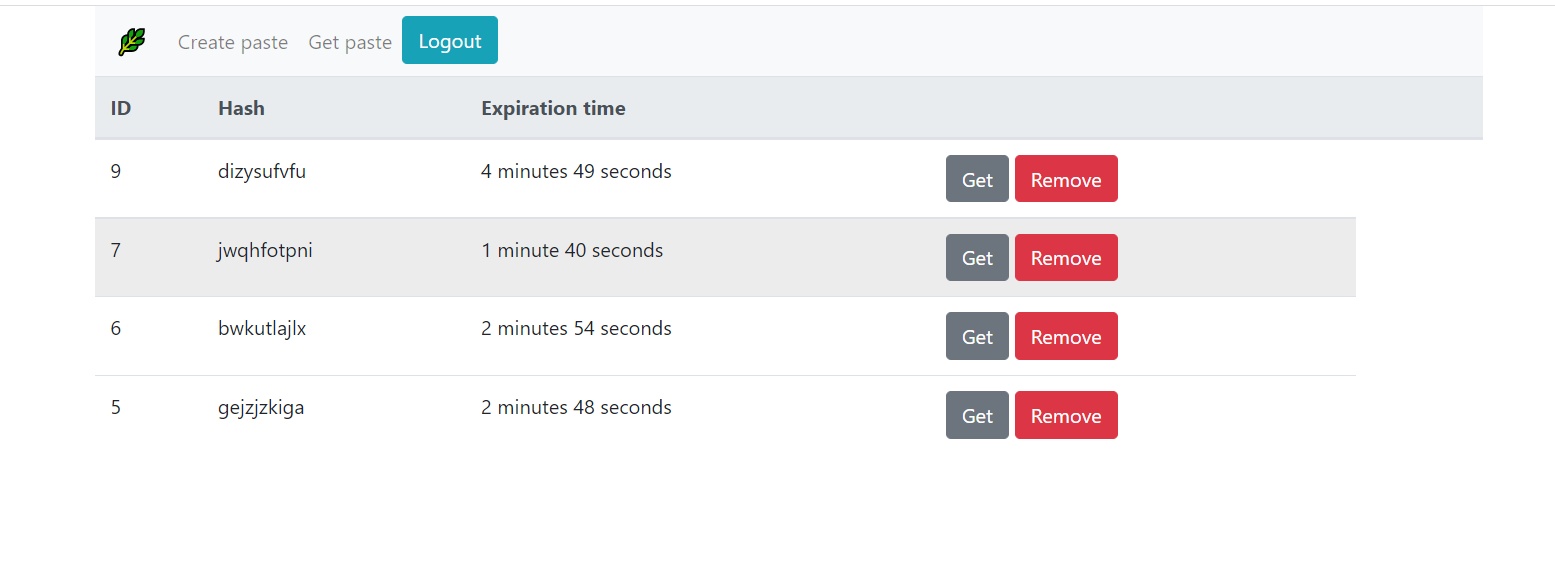 Create paste Get paste Logout
ID Hash Expiration time
9 dizysufvfu 4 minutes 49 seconds Get Remove
7 jwqhfotpni 1 minute 40 seconds Get Remove
6 bwkutlajlx 2 minutes 54 seconds Get Remove
5 gejzjzkiga 2 minutes 48 seconds Get Remove